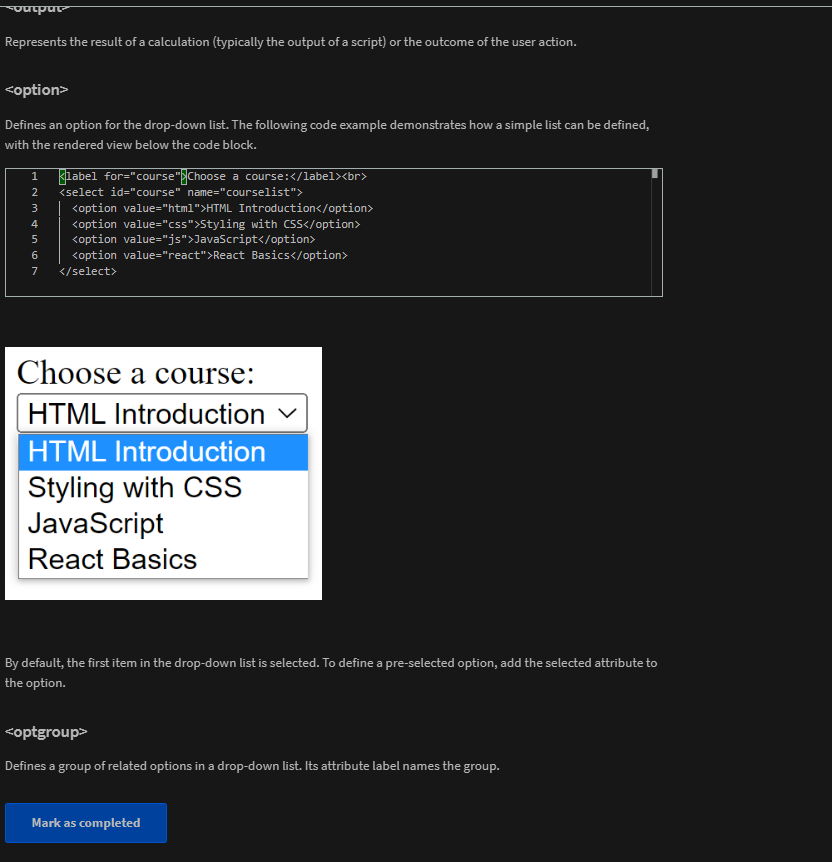 <output>
Represents the result of a calculation (typically the output of a script) or the outcome of the user action.
<option>
Defines an option for the drop-down list. The following code example demonstrates how a simple list can be defined,
with the rendered view below the code block.
1 <label for="course">Choose a course:</label><br>
2 <select id="course" name="courselist">
3 <option value="html">HTML Introduction</option>
4 <option value="css">Styling with CSS</option>
5 <option value="js">JavaScript</option>
6 <option value="react">React Basics</option>
7 </select>
Choose a course:
HTML Introduction
HTML Introduction
Styling with CSS
JavaScript
React Basics
By default, the first item in the drop-down list is selected. To define a pre-selected option, add the selected attribute to
the option.
<optgroup>
Defines a group of related options in a drop-down list. Its attribute label names the group.
Mark as completed